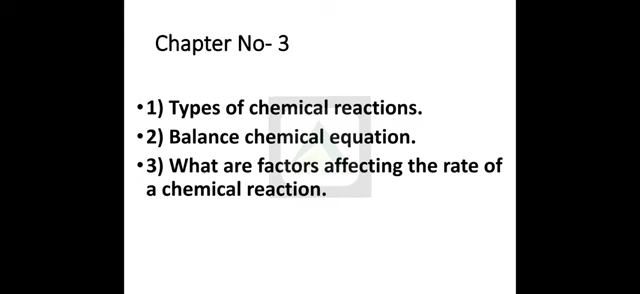 Chapter No- 3
•1) Types of chemical reactions.
•2) Balance chemical equation.
•3) What are factors affecting the rate of
a chemical reaction.